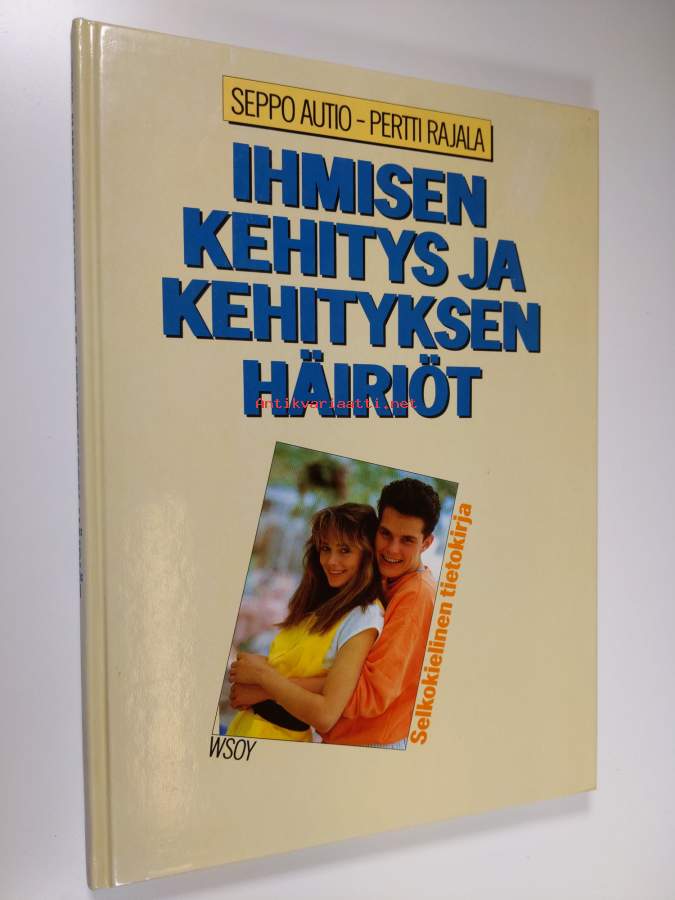 SEPPO AUTIO – PERTTI RAJALA
IHMISEN
KEHITYS JA
KEHITYKSEN
HÄIRIÖT
Antikvariaatti.net
Selkokielinen tietokirja
WSOY